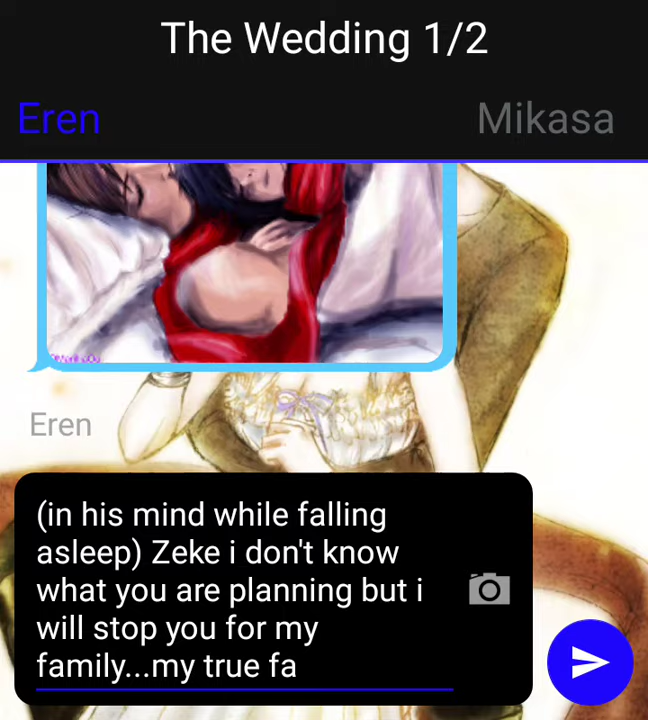 The Wedding 1/2
Eren
Mikasa
Eren
(in his mind while falling
asleep) Zeke i don't know
what you are planning but i
will stop you for my
family...my true fa